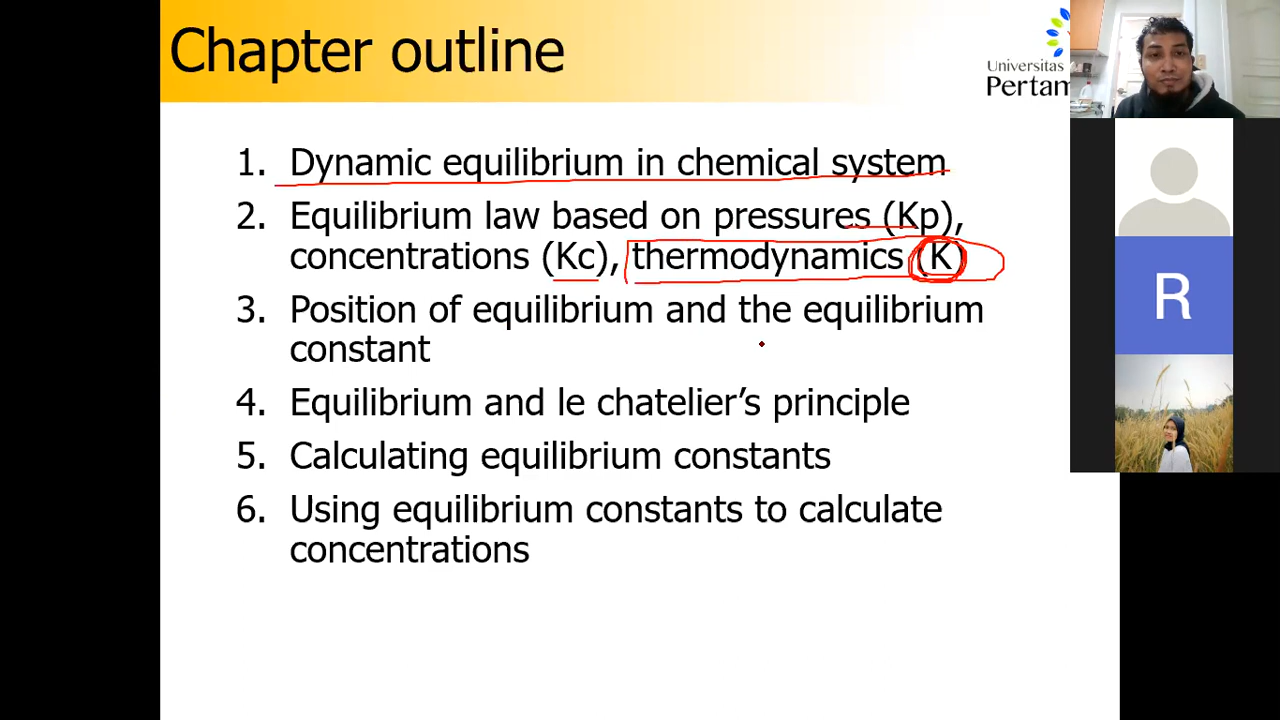 Chapter outline
Universitas
Pertam
1. Dynamic equilibrium in chemical system
2. Equilibrium law based on pressures (Kp),
concentrations (Kc), thermodynamics (K)
3. Position of equilibrium and the equilibrium
constant
4. Equilibrium and le chatelier’s principle
5. Calculating equilibrium constants
6. Using equilibrium constants to calculate
concentrations
R